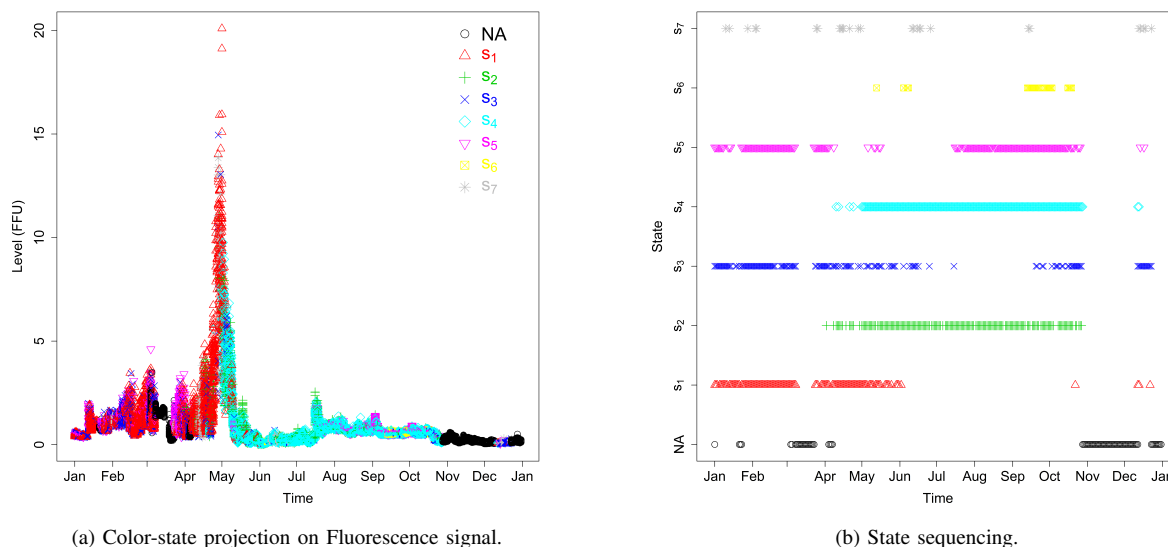 20
15
10
5
0
Level (FFU)
Jan Feb Apr May Jun Jul Aug Sep Oct Nov Dec Jan
Time
NA
s1
s2
s3
s4
s5
s6
s7
(a) Color-state projection on Fluorescence signal.
s7
s6
s5
s4
s3
s2
s1
NA
State
Jan Feb Apr May Jun Jul Aug Sep Oct Nov Dec Jan
Time
(b) State sequencing.